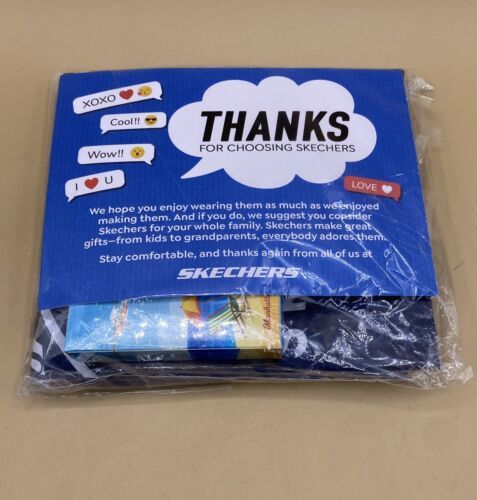 XOXO ❤️ 😘
Cool!! 😎
Wow!! 😮
I ❤️ U
THANKS
FOR CHOOSING SKECHERS
LOVE 🤍
We hope you enjoy wearing them as much as we enjoyed
making them. And if you do, we suggest you consider
Skechers for your whole family. Skechers make great
gifts—from kids to grandparents, everybody adores them.
Stay comfortable, and thanks again from all of us at
SKECHERS